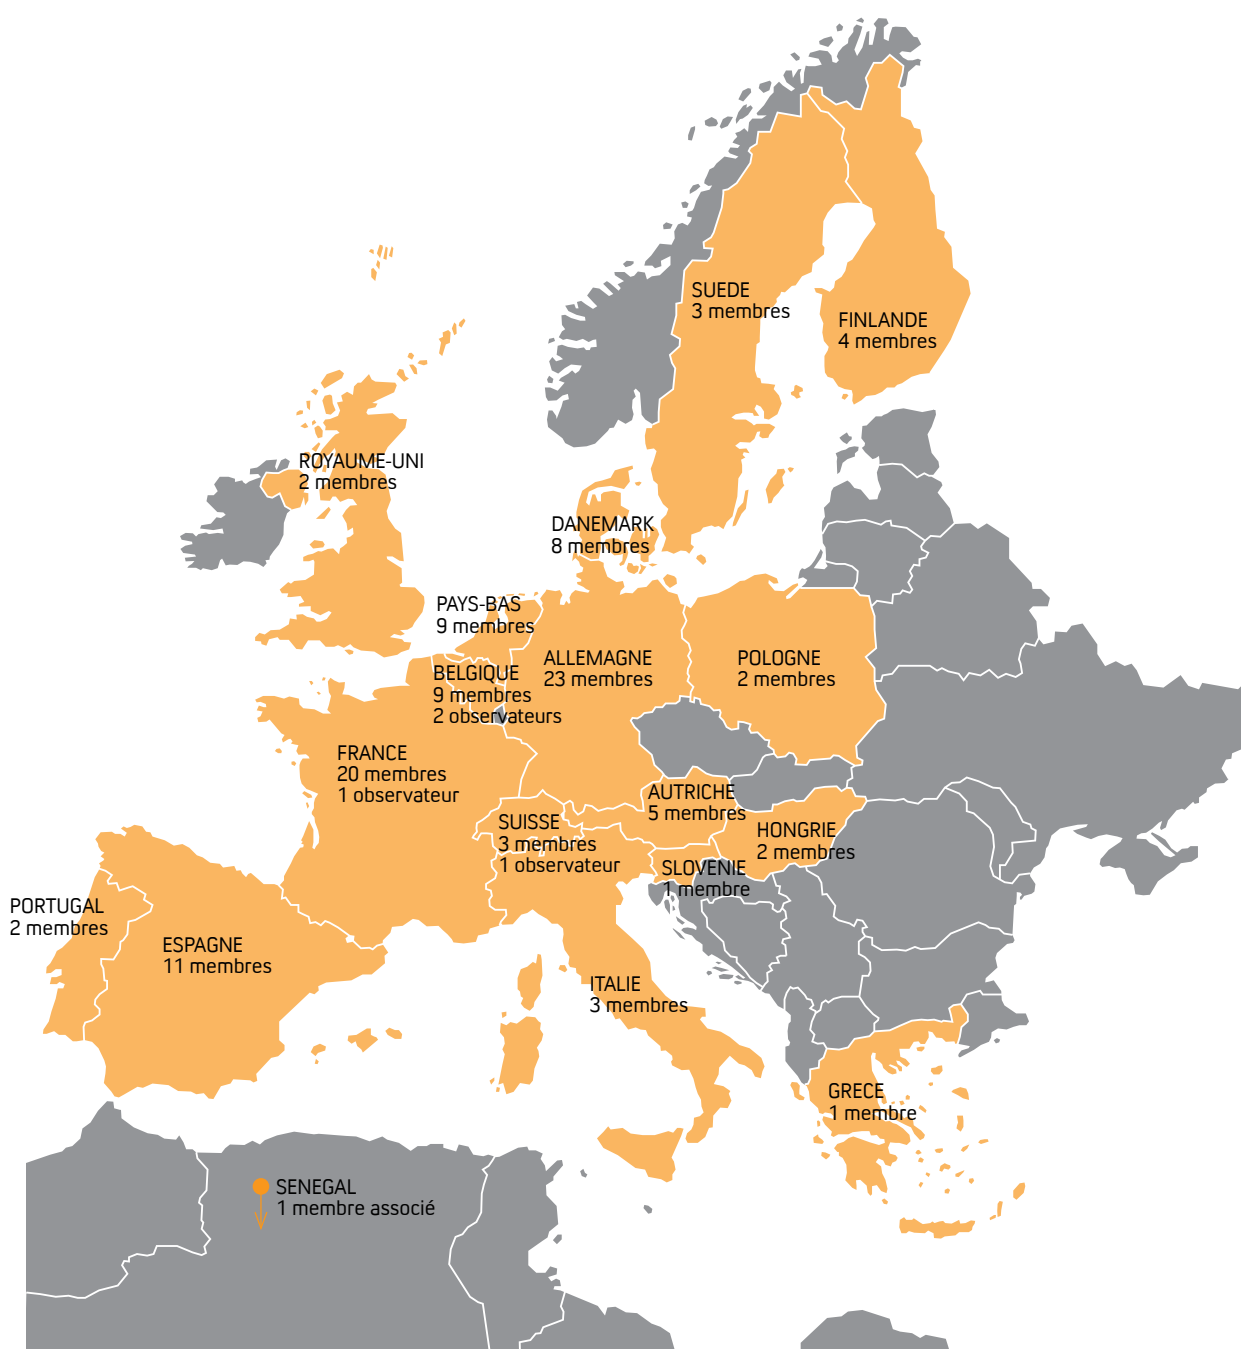 SUEDE
3 membres
FINLANDE
4 membres
ROYAUME-UNI
2 membres
DANEMARK
8 membres
PAYS-BAS
9 membres
BELGIQUE
9 membres
2 observateurs
ALLEMAGNE
23 membres
POLOGNE
2 membres
FRANCE
20 membres
1 observateur
AUTRICHE
5 membres
SUISSE
3 membres
1 observateur
HONGRIE
2 membres
SLOVENIE
1 membre
PORTUGAL
2 membres
ESPAGNE
11 membres
ITALIE
3 membres
GRECE
1 membre
SENEGAL
1 membre associé